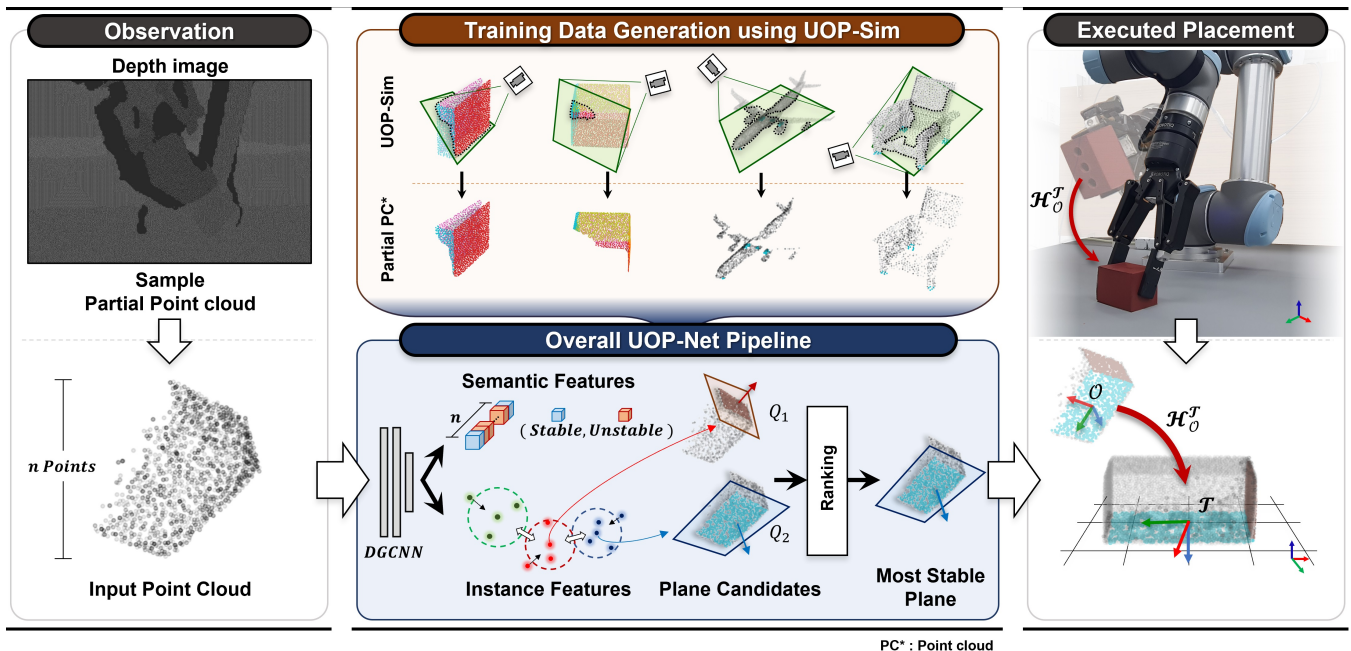 Observation
Depth image
Sample
Partial Point cloud
n Points
Input Point Cloud
Training Data Generation using UOP-Sim
UOP-Sim
Partial PC*
Overall UOP-Net Pipeline
Semantic Features
n
(Stable, Unstable)
DGCNN
Instance Features
Q₁
Q₂
Plane Candidates
Ranking
Most Stable
Plane
Executed Placement
𝓗_𝒪^𝓣
𝒪
𝓗_𝒪^𝓣
𝓣
PC* : Point cloud